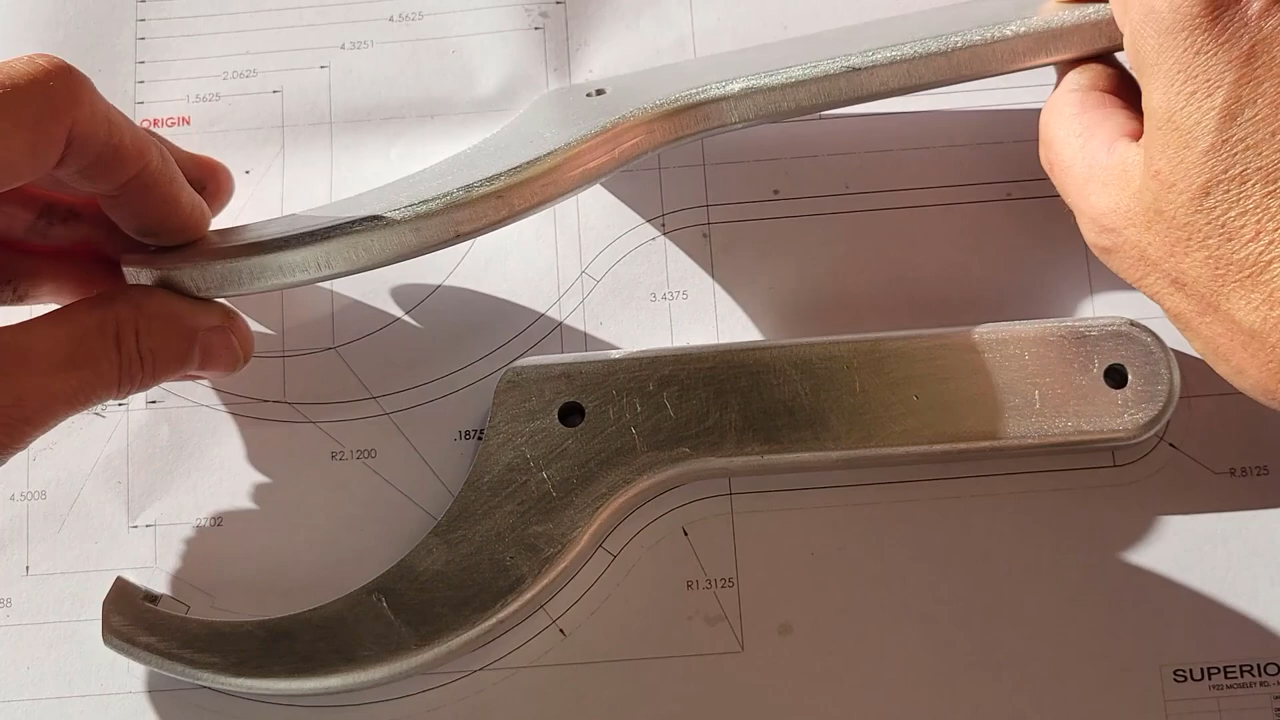 4.5625
4.3251
2.0625
1.5625
ORIGIN
3.4375
.1875
R2.1200
R.8125
4.5008
.2702
R1.3125
88
SUPERIO
1922 MOSELEY RD.